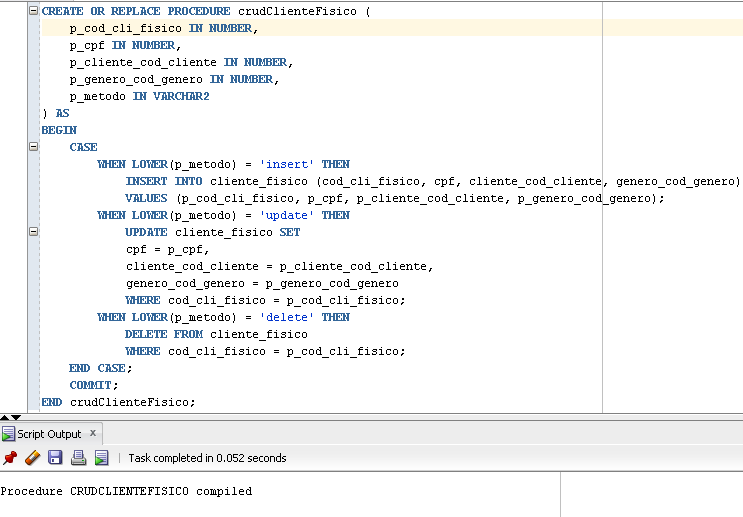 CREATE OR REPLACE PROCEDURE crudClienteFisico (
    p_cod_cli_fisico IN NUMBER,
    p_cpf IN NUMBER,
    p_cliente_cod_cliente IN NUMBER,
    p_genero_cod_genero IN NUMBER,
    p_metodo IN VARCHAR2
) AS
BEGIN
    CASE
        WHEN LOWER(p_metodo) = 'insert' THEN
            INSERT INTO cliente_fisico (cod_cli_fisico, cpf, cliente_cod_cliente, genero_cod_genero)
            VALUES (p_cod_cli_fisico, p_cpf, p_cliente_cod_cliente, p_genero_cod_genero);
        WHEN LOWER(p_metodo) = 'update' THEN
            UPDATE cliente_fisico SET
            cpf = p_cpf,
            cliente_cod_cliente = p_cliente_cod_cliente,
            genero_cod_genero = p_genero_cod_genero
            WHERE cod_cli_fisico = p_cod_cli_fisico;
        WHEN LOWER(p_metodo) = 'delete' THEN
            DELETE FROM cliente_fisico
            WHERE cod_cli_fisico = p_cod_cli_fisico;
    END CASE;
    COMMIT;
END crudClienteFisico;
Script Output x
Task completed in 0.052 seconds
Procedure CRUDCLIENTEFISICO compiled